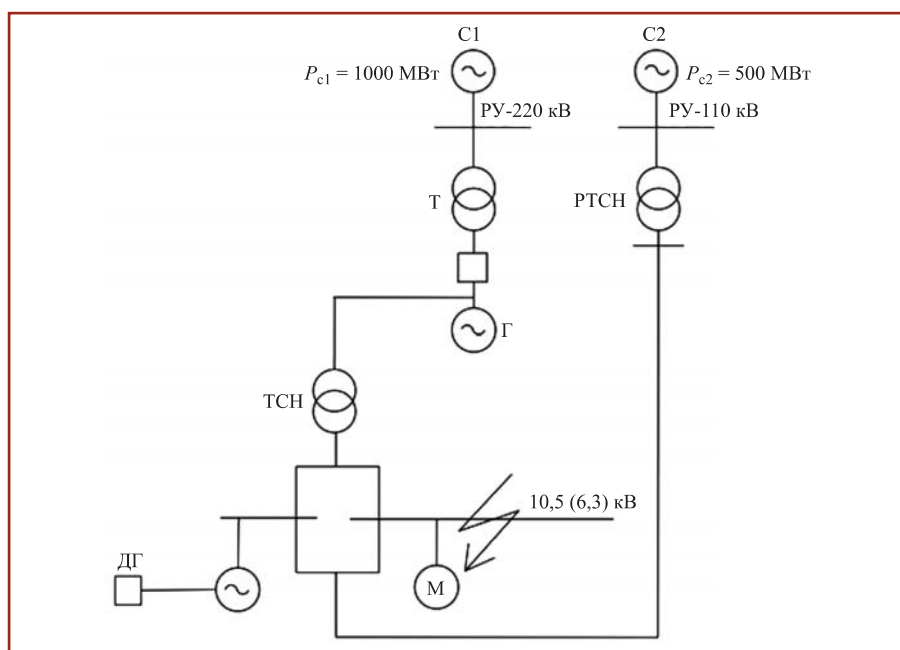 С1
С2
Pс1 = 1000 МВт
Pс2 = 500 МВт
РУ-220 кВ
РУ-110 кВ
Т
РТСН
Г
ТСН
10,5 (6,3) кВ
ДГ
М